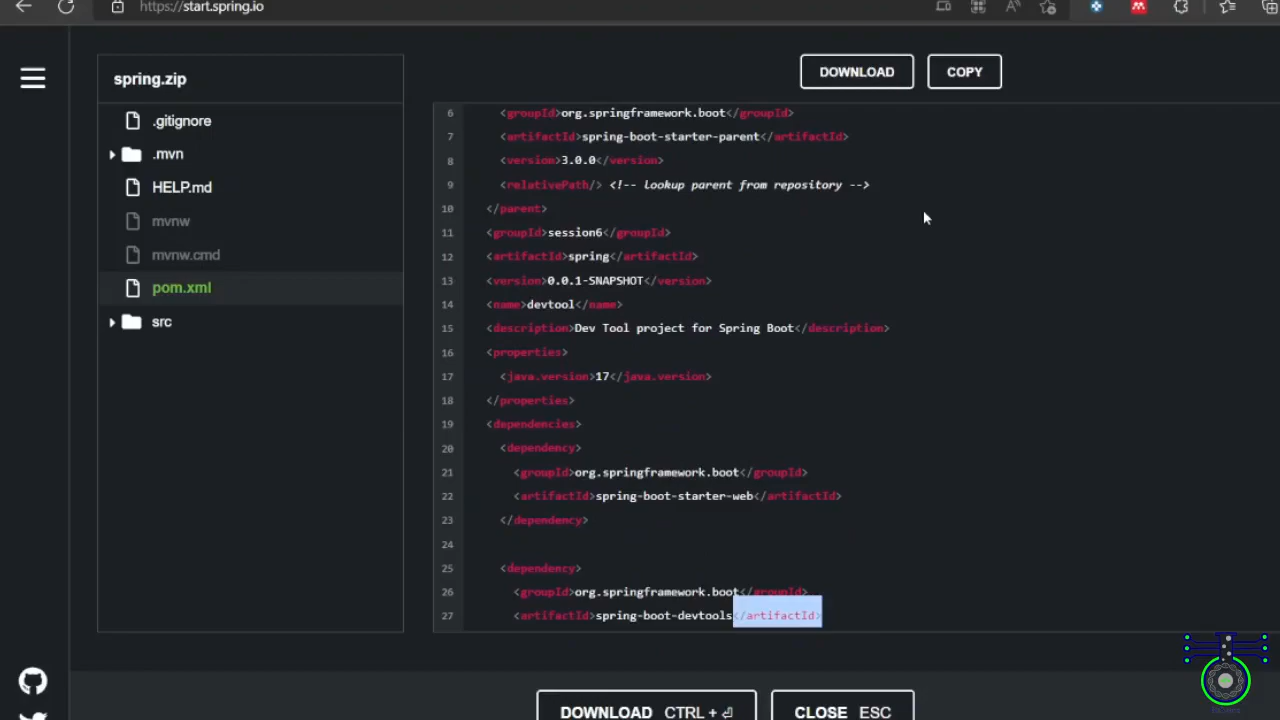 https://start.spring.io
spring.zip
DOWNLOAD
COPY
.gitignore
.mvn
HELP.md
mvnw
mvnw.cmd
pom.xml
src
6 <groupId>org.springframework.boot</groupId>
7 <artifactId>spring-boot-starter-parent</artifactId>
8 <version>3.0.0</version>
9 <relativePath/> <!-- lookup parent from repository -->
10 </parent>
11 <groupId>session6</groupId>
12 <artifactId>spring</artifactId>
13 <version>0.0.1-SNAPSHOT</version>
14 <name>devtool</name>
15 <description>Dev Tool project for Spring Boot</description>
16 <properties>
17 <java.version>17</java.version>
18 </properties>
19 <dependencies>
20 <dependency>
21 <groupId>org.springframework.boot</groupId>
22 <artifactId>spring-boot-starter-web</artifactId>
23 </dependency>
24
25 <dependency>
26 <groupId>org.springframework.boot</groupId>
27 <artifactId>spring-boot-devtools</artifactId>
DOWNLOAD CTRL + ⏎
CLOSE ESC